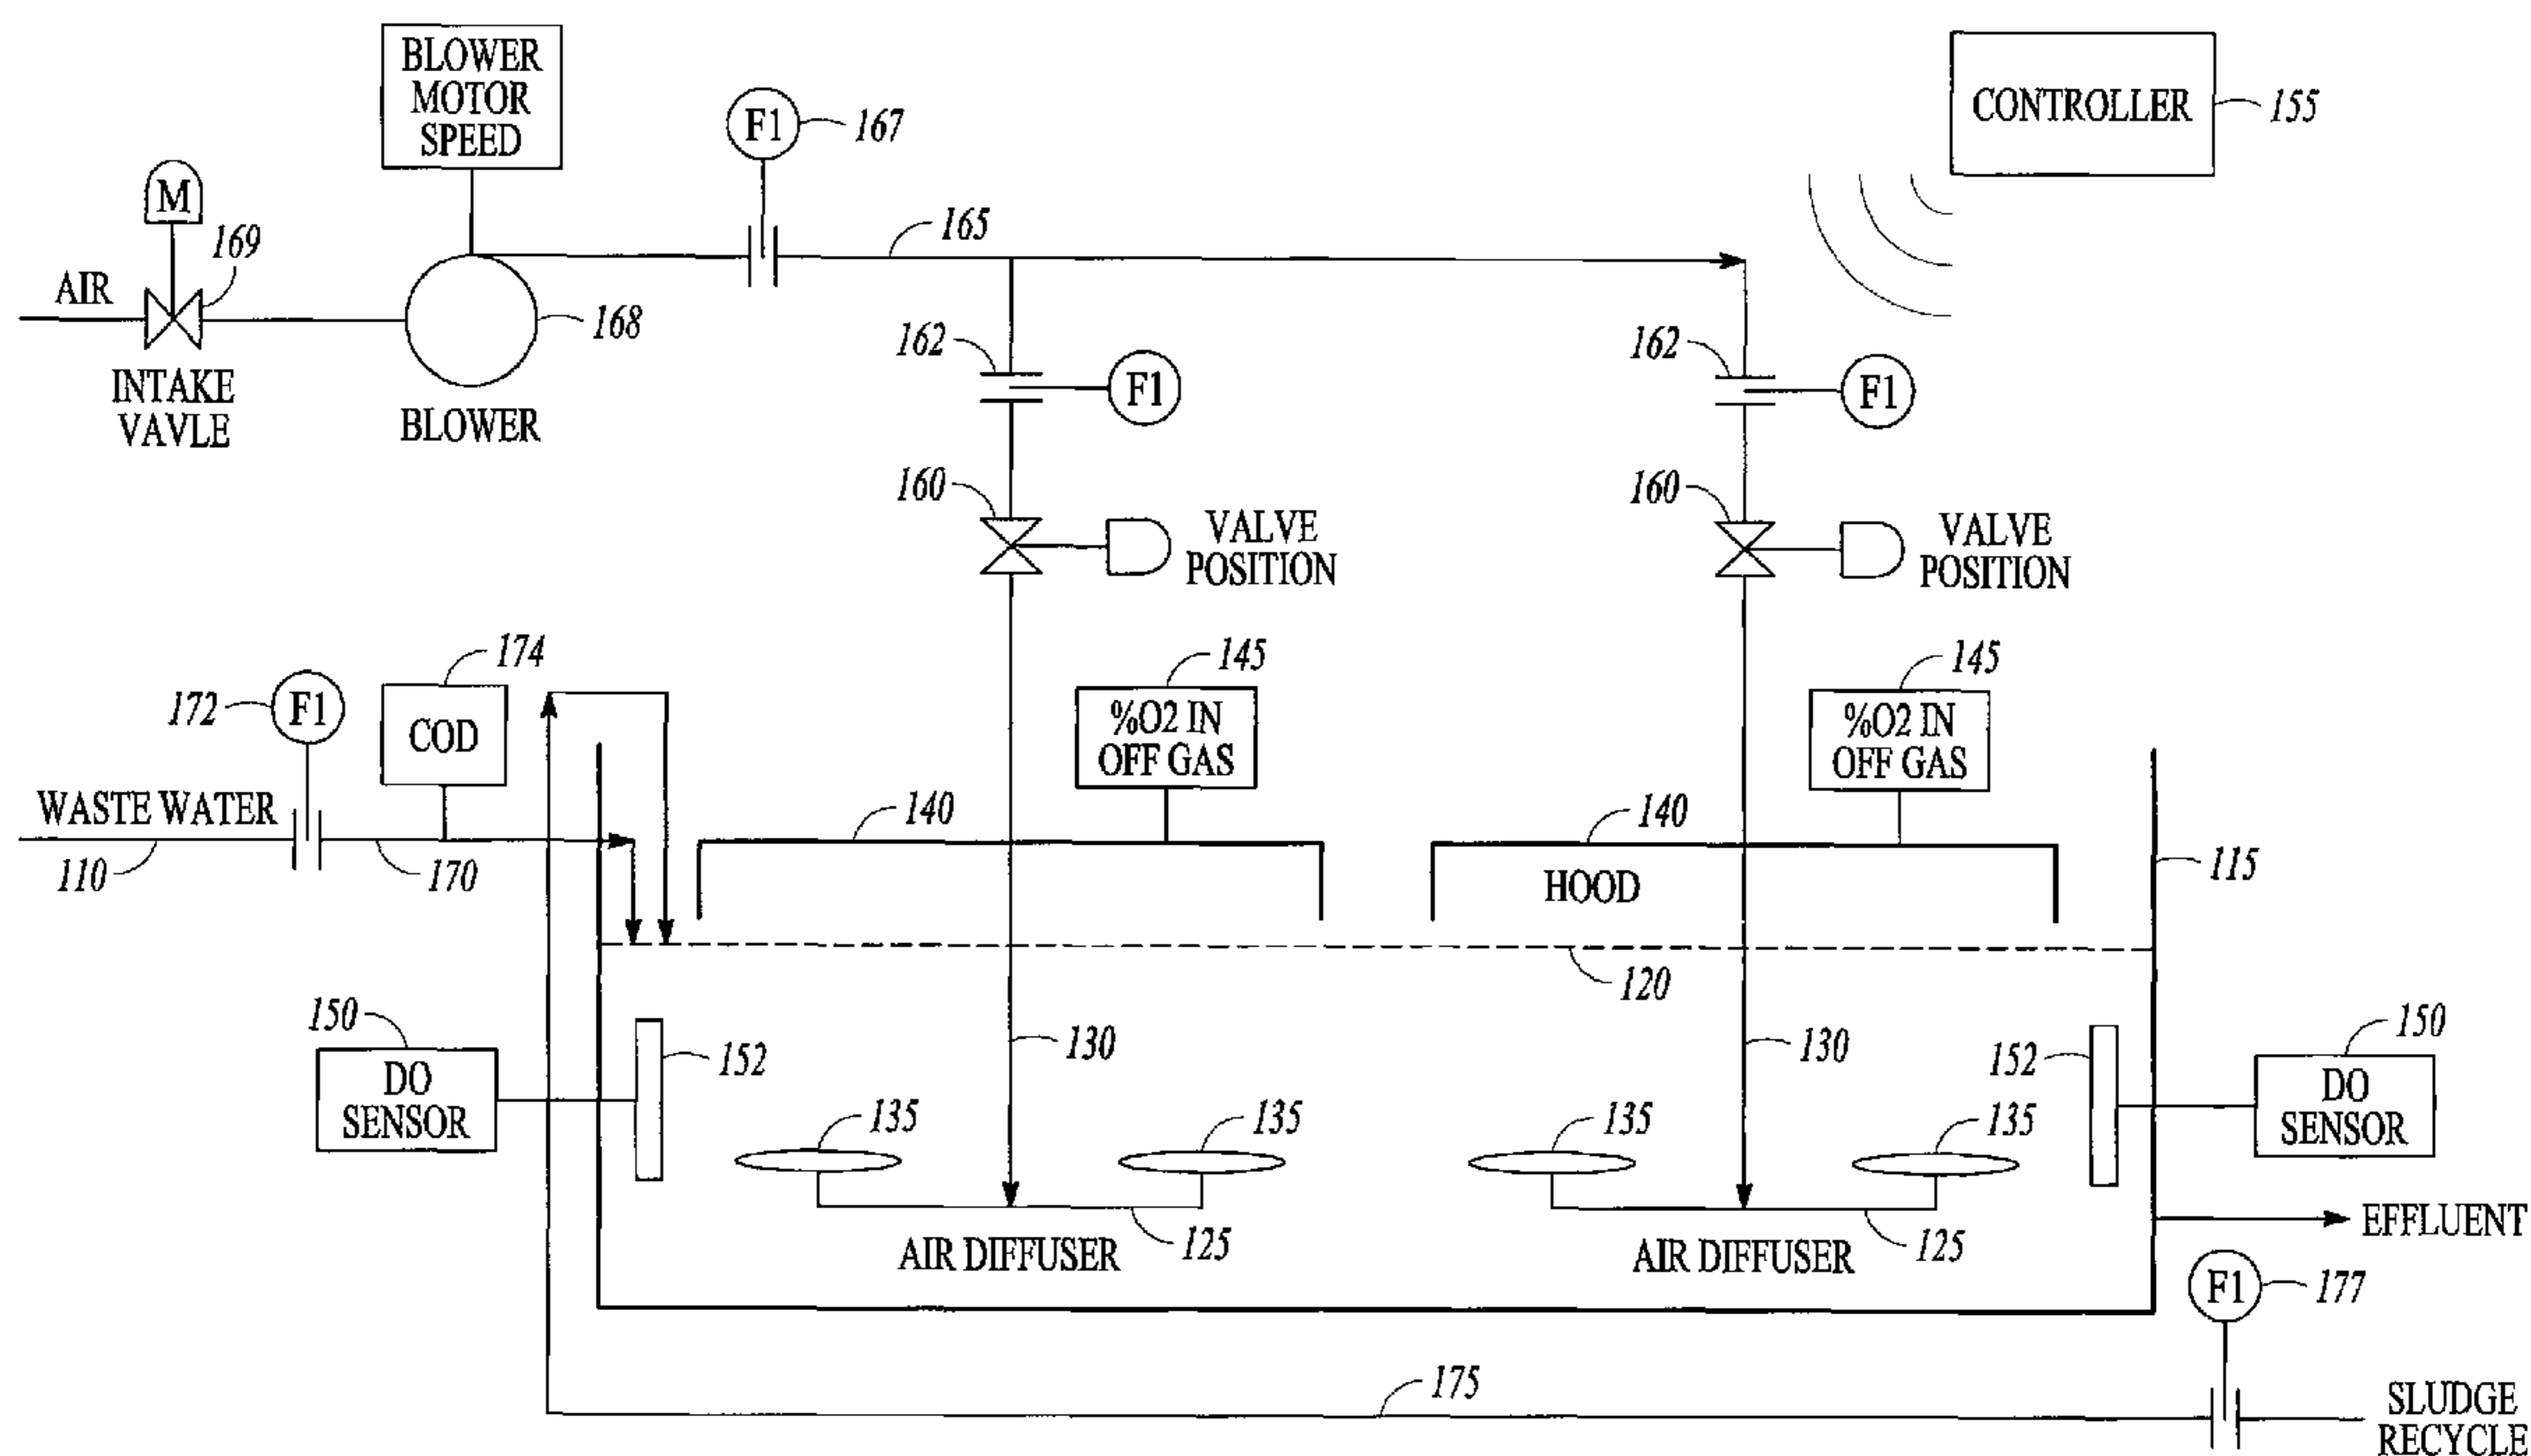 BLOWER
MOTOR
SPEED
F1
167
CONTROLLER
155
M
169
165
AIR
168
INTAKE
VAVLE
BLOWER
162
F1
162
F1
160
VALVE
POSITION
160
VALVE
POSITION
174
172
F1
COD
145
%O2 IN
OFF GAS
145
%O2 IN
OFF GAS
WASTE WATER
110
170
140
140
HOOD
115
120
150
DO
SENSOR
152
130
130
152
150
DO
SENSOR
135
135
135
135
AIR DIFFUSER
125
AIR DIFFUSER
125
EFFLUENT
F1
177
175
SLUDGE
RECYCLE